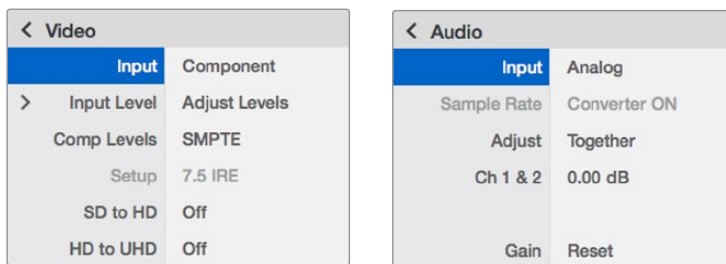 < Video
Input Component
> Input Level Adjust Levels
Comp Levels SMPTE
Setup 7.5 IRE
SD to HD Off
HD to UHD Off
< Audio
Input Analog
Sample Rate Converter ON
Adjust Together
Ch 1 & 2 0.00 dB
Gain Reset